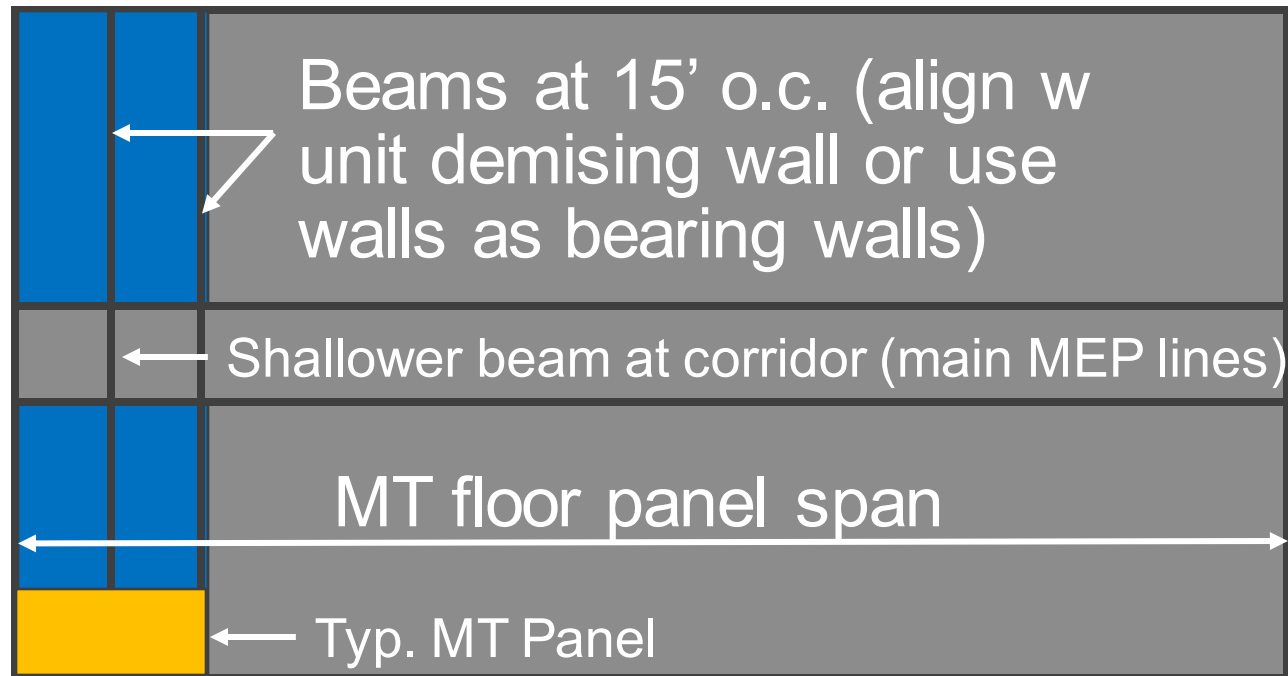 Beams at 15’ o.c. (align w
unit demising wall or use
walls as bearing walls)
Shallower beam at corridor (main MEP lines)
MT floor panel span
Typ. MT Panel